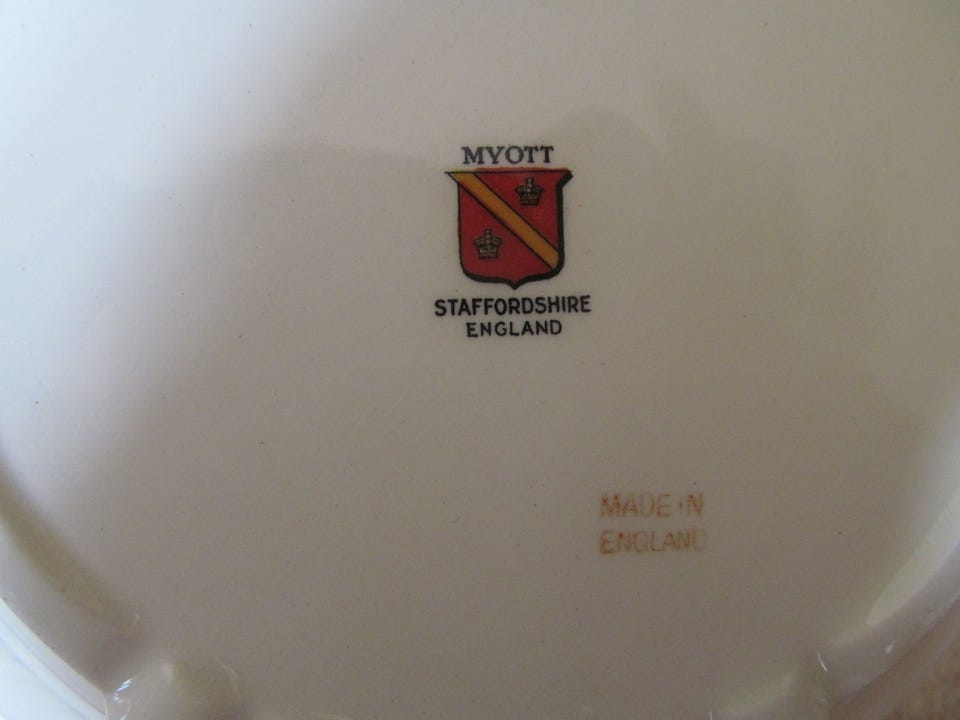 MYOTT
STAFFORDSHIRE
ENGLAND
MADE IN
ENGLAND